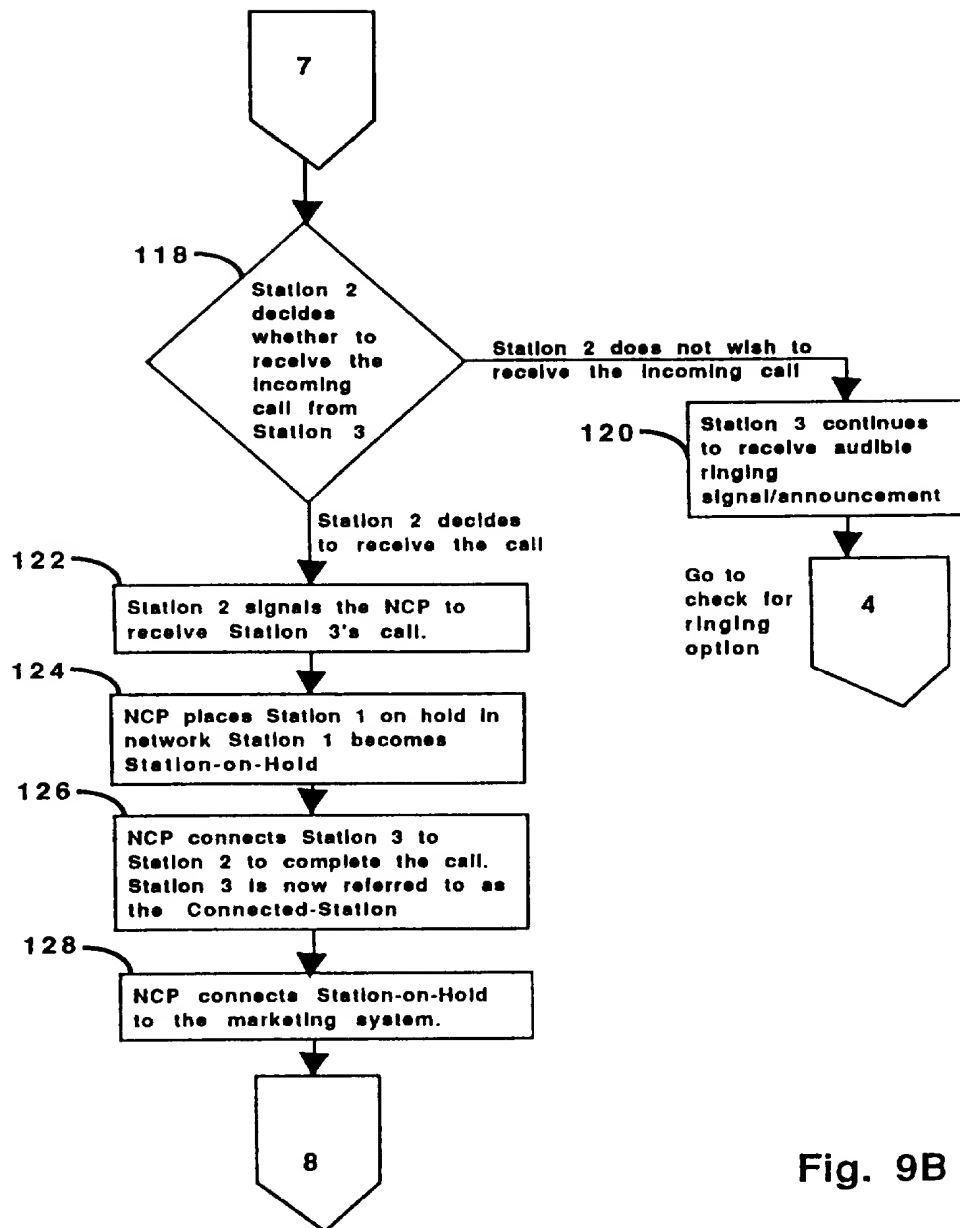 7
118
Station 2
decides
whether to
receive the
incoming
call from
Station 3
Station 2 does not wish to
receive the incoming call
120
Station 3 continues
to receive audible
ringing
signal/announcement
Station 2 decides
to receive the call
Go to
check for
ringing
option
4
122
Station 2 signals the NCP to
receive Station 3's call.
124
NCP places Station 1 on hold in
network Station 1 becomes
Station-on-Hold
126
NCP connects Station 3 to
Station 2 to complete the call.
Station 3 is now referred to as
the Connected-Station
128
NCP connects Station-on-Hold
to the marketing system.
8
Fig. 9B